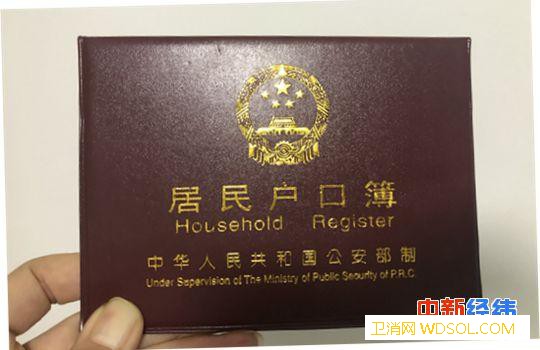 居民户口簿
Household Register
中华人民共和国公安部制
Under Supervision of The Ministry of Public Security of P.R.C.
中新经纬
卫消网 WDSOL.COM